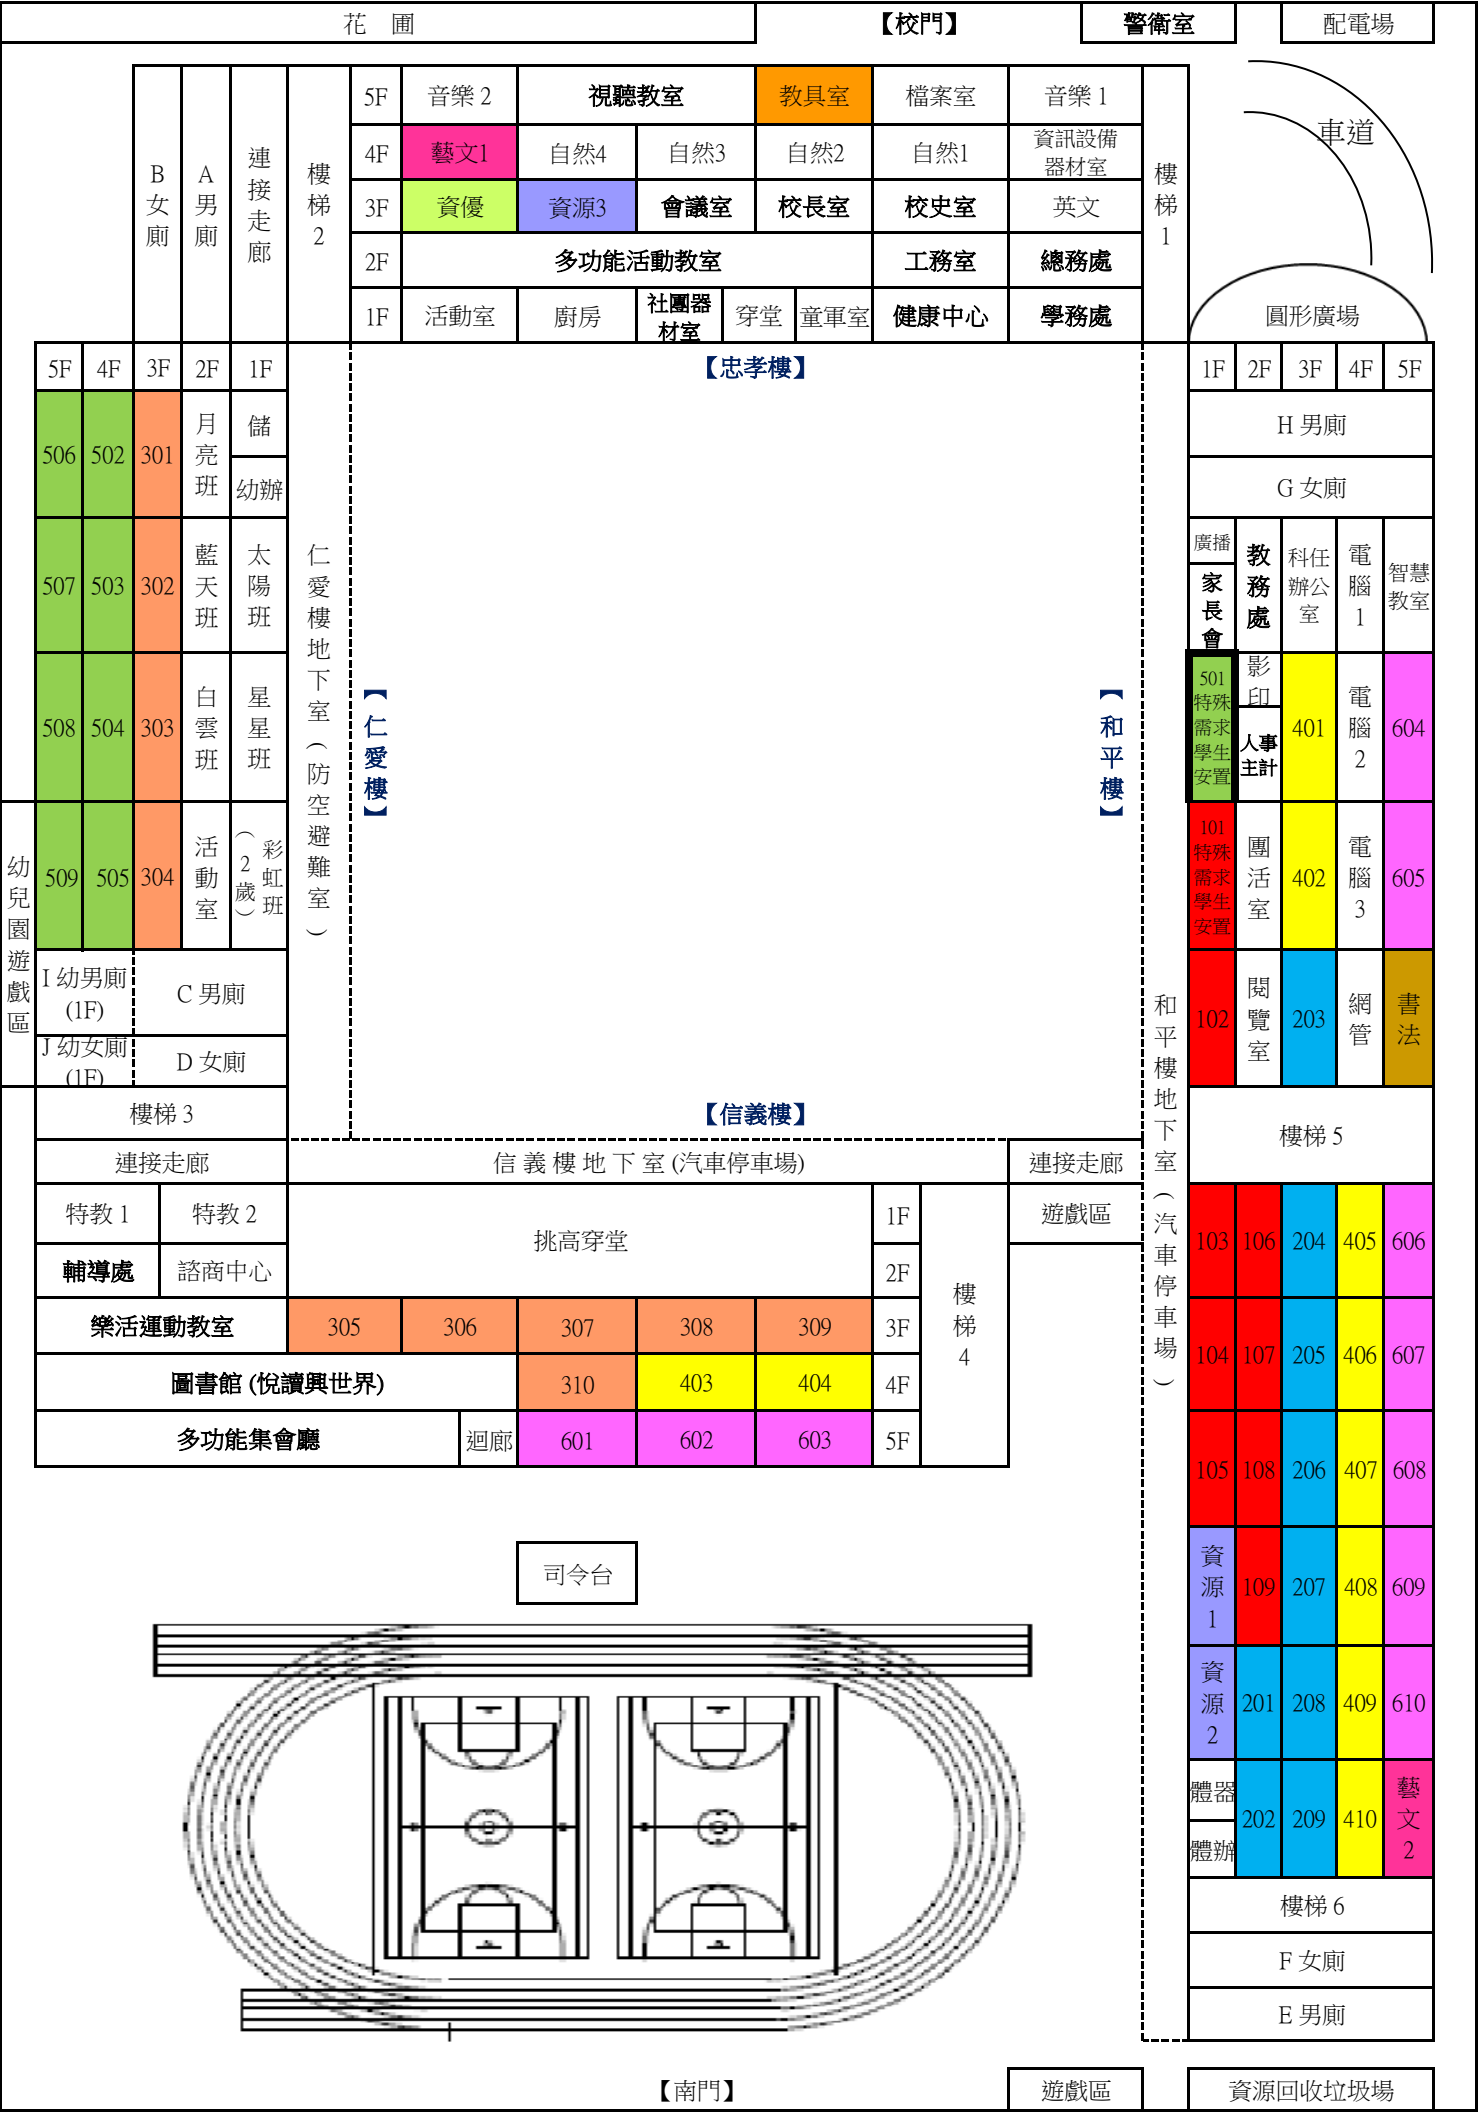 花 圃
【校門】
警衛室
配電場
B女廁
A男廁
連接走廊
樓梯2
5F 音樂 2 視聽教室 教具室 檔案室 音樂 1
4F 藝文1 自然4 自然3 自然2 自然1 資訊設備
器材室
3F 資優 資源3 會議室 校長室 校史室 英文
2F 多功能活動教室 工務室 總務處
1F 活動室 廚房 社團器
材室 穿堂 童軍室 健康中心 學務處
樓梯1
車道
圓形廣場
【忠孝樓】
5F 4F 3F 2F 1F
506 502 301 月亮班 儲
幼辦
507 503 302 藍天班 太陽班
508 504 303 白雲班 星星班
509 505 304 活動室 彩虹班
(2歲)
幼兒園遊戲區
I 幼男廁
(1F)
C 男廁
J 幼女廁
(1F)
D 女廁
樓梯 3
連接走廊
仁愛樓地下室(防空避難室)
【仁愛樓】
【和平樓】
【信義樓】
信 義 樓 地 下 室 (汽車停車場)
連接走廊
特教 1 特教 2 挑高穿堂 1F
輔導處 諮商中心 2F
樂活運動教室 305 306 307 308 309 3F
圖書館 (悅讀興世界) 310 403 404 4F
多功能集會廳 迴廊 601 602 603 5F
樓梯4
遊戲區
和平樓地下室(汽車停車場)
1F 2F 3F 4F 5F
H 男廁
G 女廁
廣播
家長會
教務處
科任
辦公
室
電腦1
智慧
教室
501
特殊
需求
學生
安置
影印
人事
主計
401
電腦2
604
101
特殊
需求
學生
安置
團活室
402
電腦3
605
102 閱覽室 203 網管 書法
樓梯 5
103 106 204 405 606
104 107 205 406 607
105 108 206 407 608
資源1 109 207 408 609
資源2 201 208 409 610
體器
體辦
202 209 410 藝文2
樓梯 6
F 女廁
E 男廁
司令台
【南門】
遊戲區
資源回收垃圾場